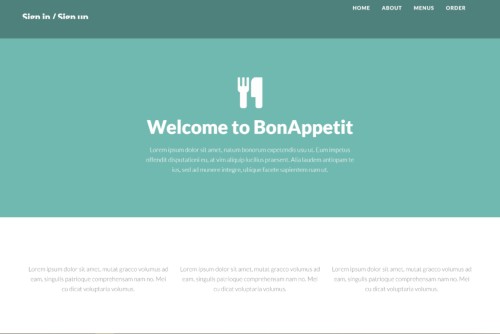 Sign in / Sign up
HOME ABOUT MENUS ORDER
Welcome to BonAppetit
Lorem ipsum dolor sit amet, natum bonorum expetendis usu ut. Eum impetus
offendit disputationi eu, at vim aliquip lucilius praesent. Alia laudem antiopam te
ius, sed ad munere integre, ubique facete sapientem nam ut.
Lorem ipsum dolor sit amet, mutat graeco volumus ad
eam, singulis patrioque comprehensam nam no. Mei
cu dicat voluptaria volumus.
Lorem ipsum dolor sit amet, mutat graeco volumus ad
eam, singulis patrioque comprehensam nam no. Mei
cu dicat voluptaria volumus.
Lorem ipsum dolor sit amet, mutat graeco volumus ad
eam, singulis patrioque comprehensam nam no. Mei
cu dicat voluptaria volumus.